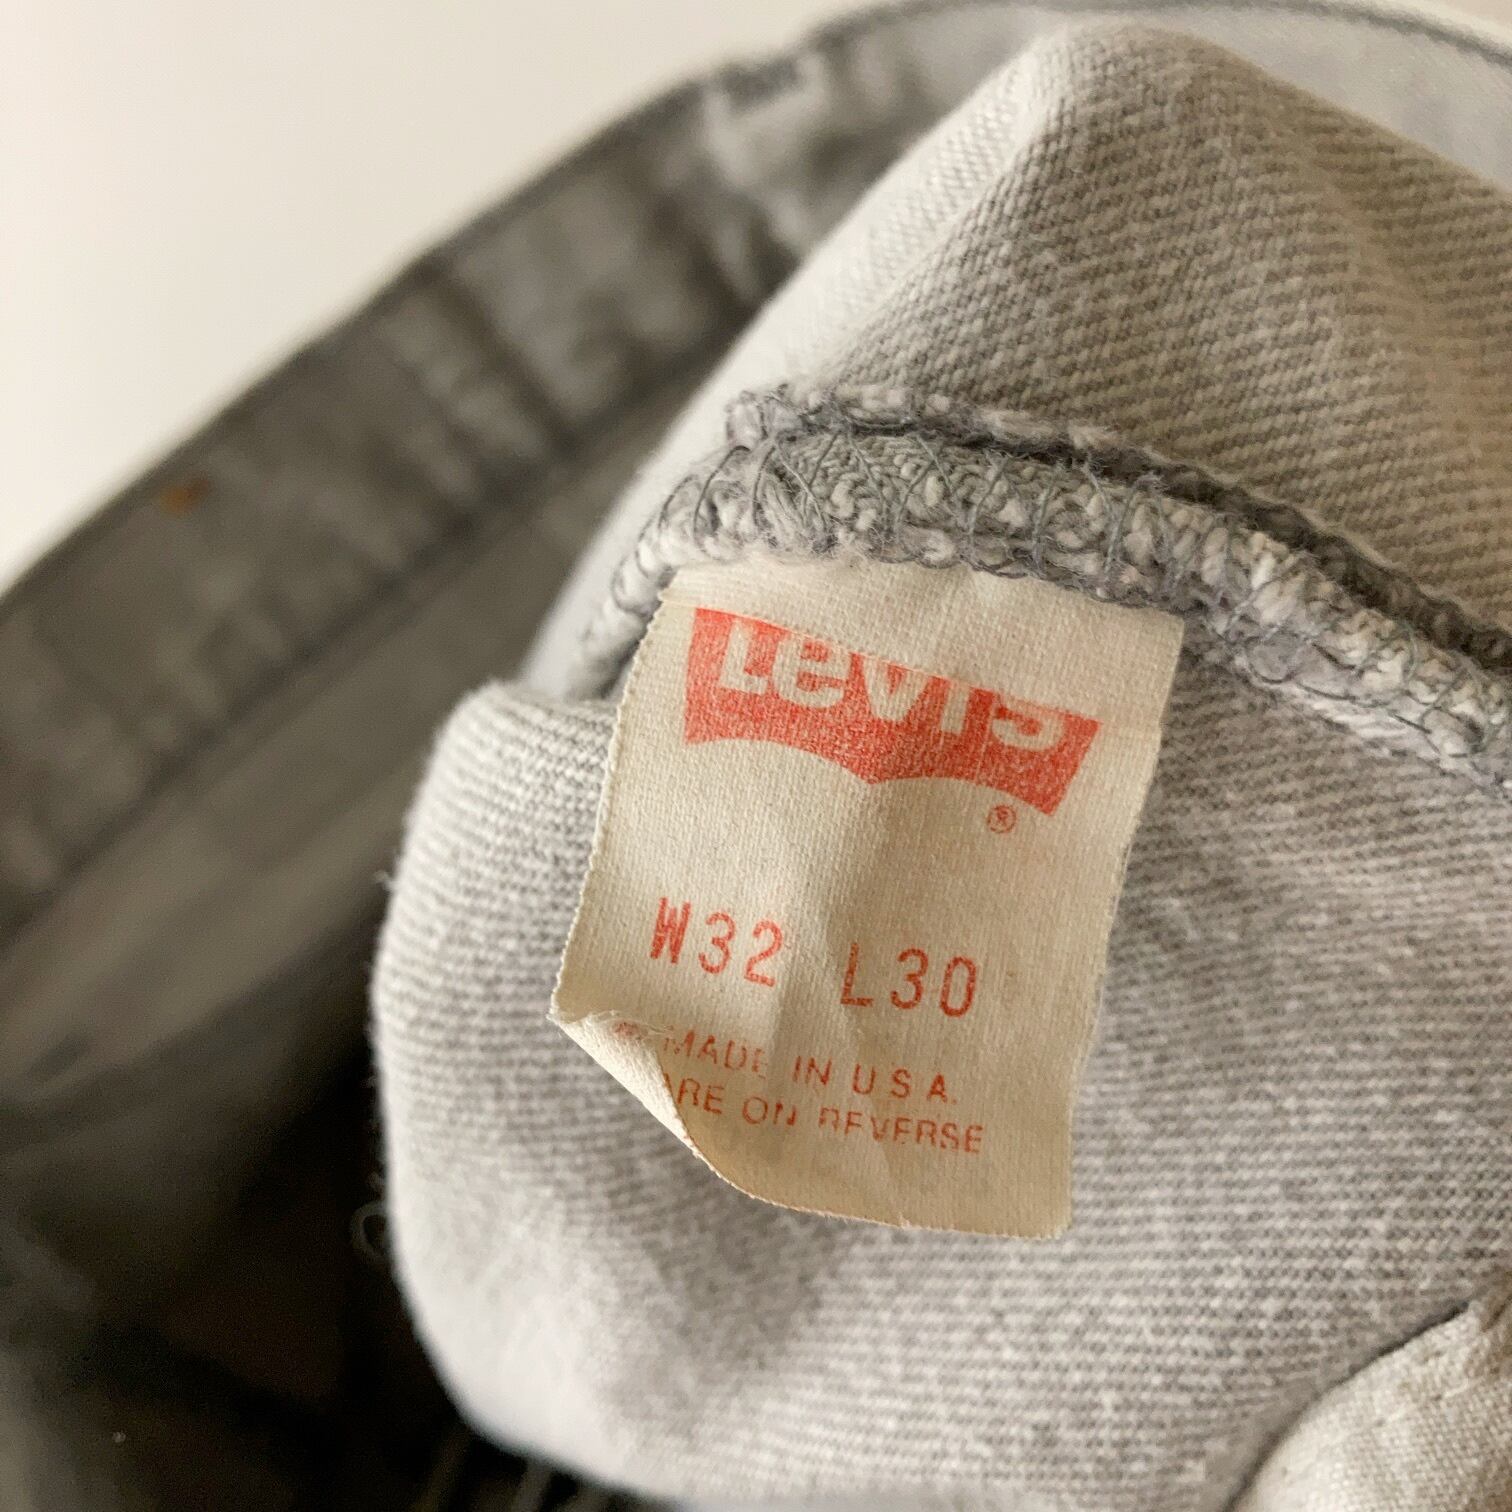 Levi's
®
W32 L30
MADE IN U S A.
ARE ON REVERSE